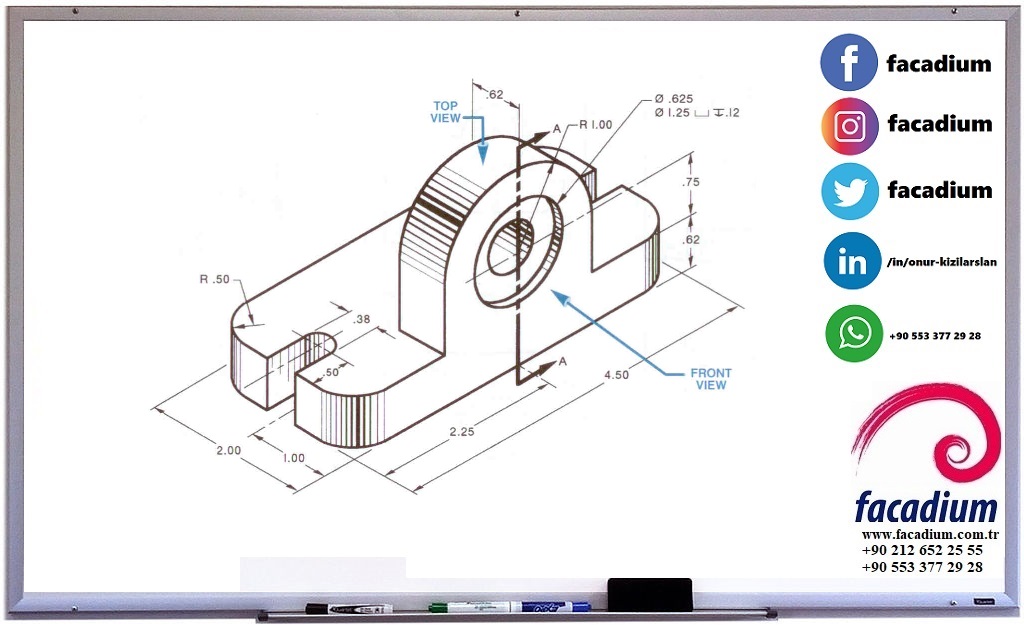 .62
TOP
VIEW
A
Ø .625
Ø 1.25 ⌴ ↧.12
R 1.00
.75
.62
R .50
.38
.50
A
FRONT
VIEW
4.50
2.25
2.00
1.00
facadium
facadium
facadium
/in/onur-kizilarslan
+90 553 377 29 28
facadium
www.facadium.com.tr
+90 212 652 25 55
+90 553 377 29 28